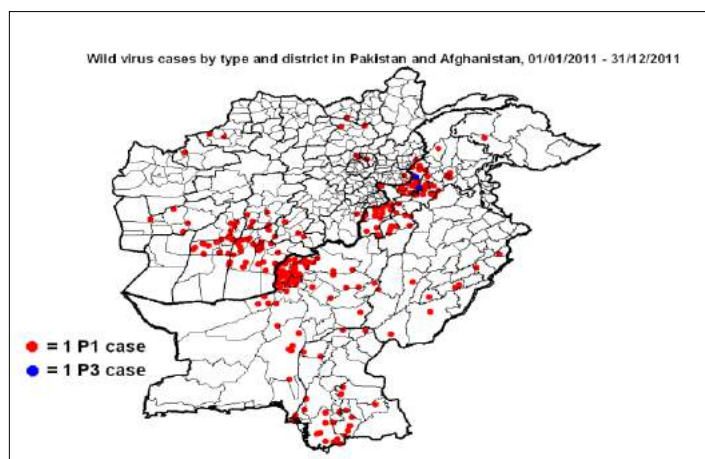 Wild virus cases by type and district in Pakistan and Afghanistan, 01/01/2011 - 31/12/2011
= 1 P1 case
= 1 P3 case